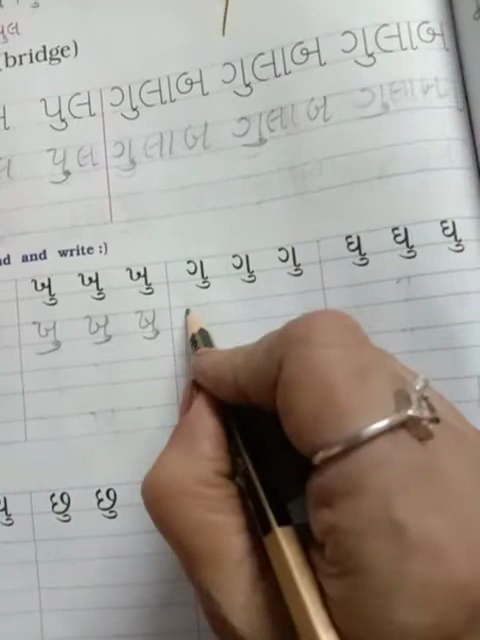 પુલ
(bridge)
પુલ ગુલાબ ગુલાબ ગુલાબ
પુલ ગુલાબ ગુલાબ ગુલાબ
and write :)
ખુ ખુ ખુ ગુ ગુ ગુ ઘુ ઘુ ઘુ
ખુ ખુ ખુ
છુ છુ